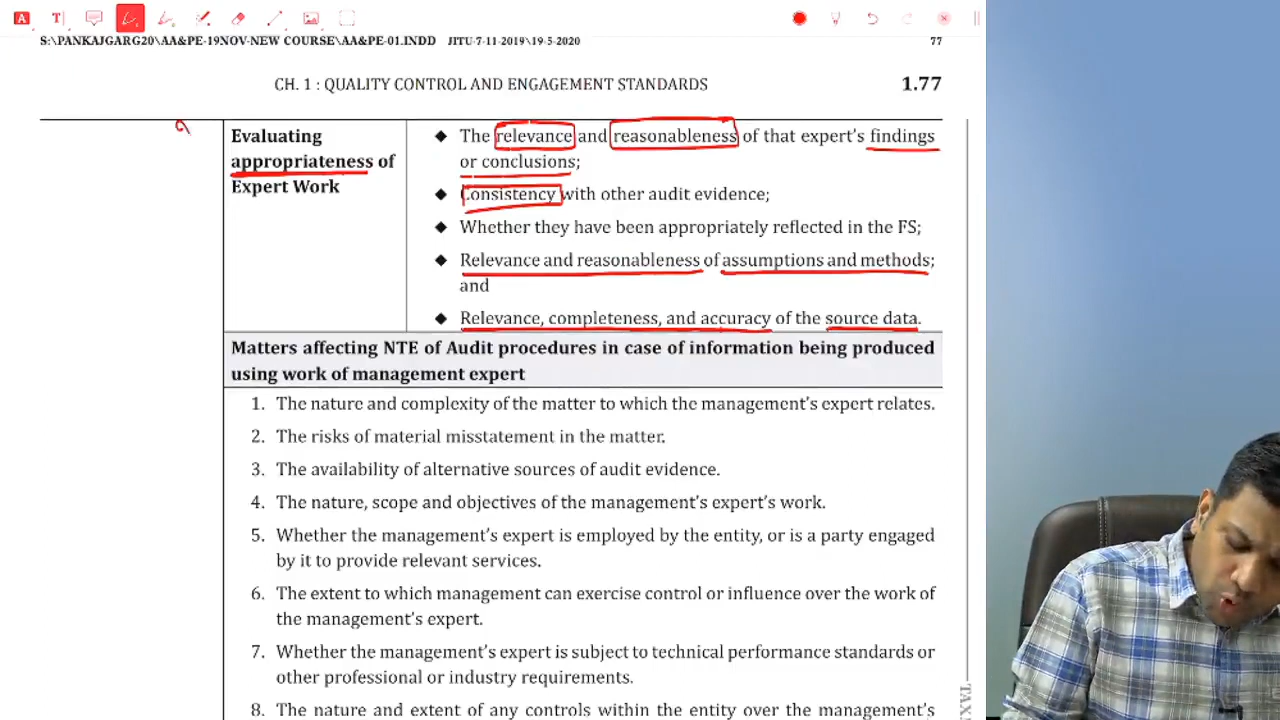 S:\PANKAJGARG20\AA&PE-19NOV-NEW COURSE\AA&PE-01.INDD JITU-7-11-2019\19-5-2020 77
CH. 1 : QUALITY CONTROL AND ENGAGEMENT STANDARDS 1.77
Evaluating
appropriateness of
Expert Work
◆ The relevance and reasonableness of that expert's findings
or conclusions;
◆ Consistency with other audit evidence;
◆ Whether they have been appropriately reflected in the FS;
◆ Relevance and reasonableness of assumptions and methods;
and
◆ Relevance, completeness, and accuracy of the source data.
Matters affecting NTE of Audit procedures in case of information being produced
using work of management expert
1. The nature and complexity of the matter to which the management's expert relates.
2. The risks of material misstatement in the matter.
3. The availability of alternative sources of audit evidence.
4. The nature, scope and objectives of the management's expert's work.
5. Whether the management's expert is employed by the entity, or is a party engaged
by it to provide relevant services.
6. The extent to which management can exercise control or influence over the work of
the management's expert.
7. Whether the management's expert is subject to technical performance standards or
other professional or industry requirements.
8. The nature and extent of any controls within the entity over the management's